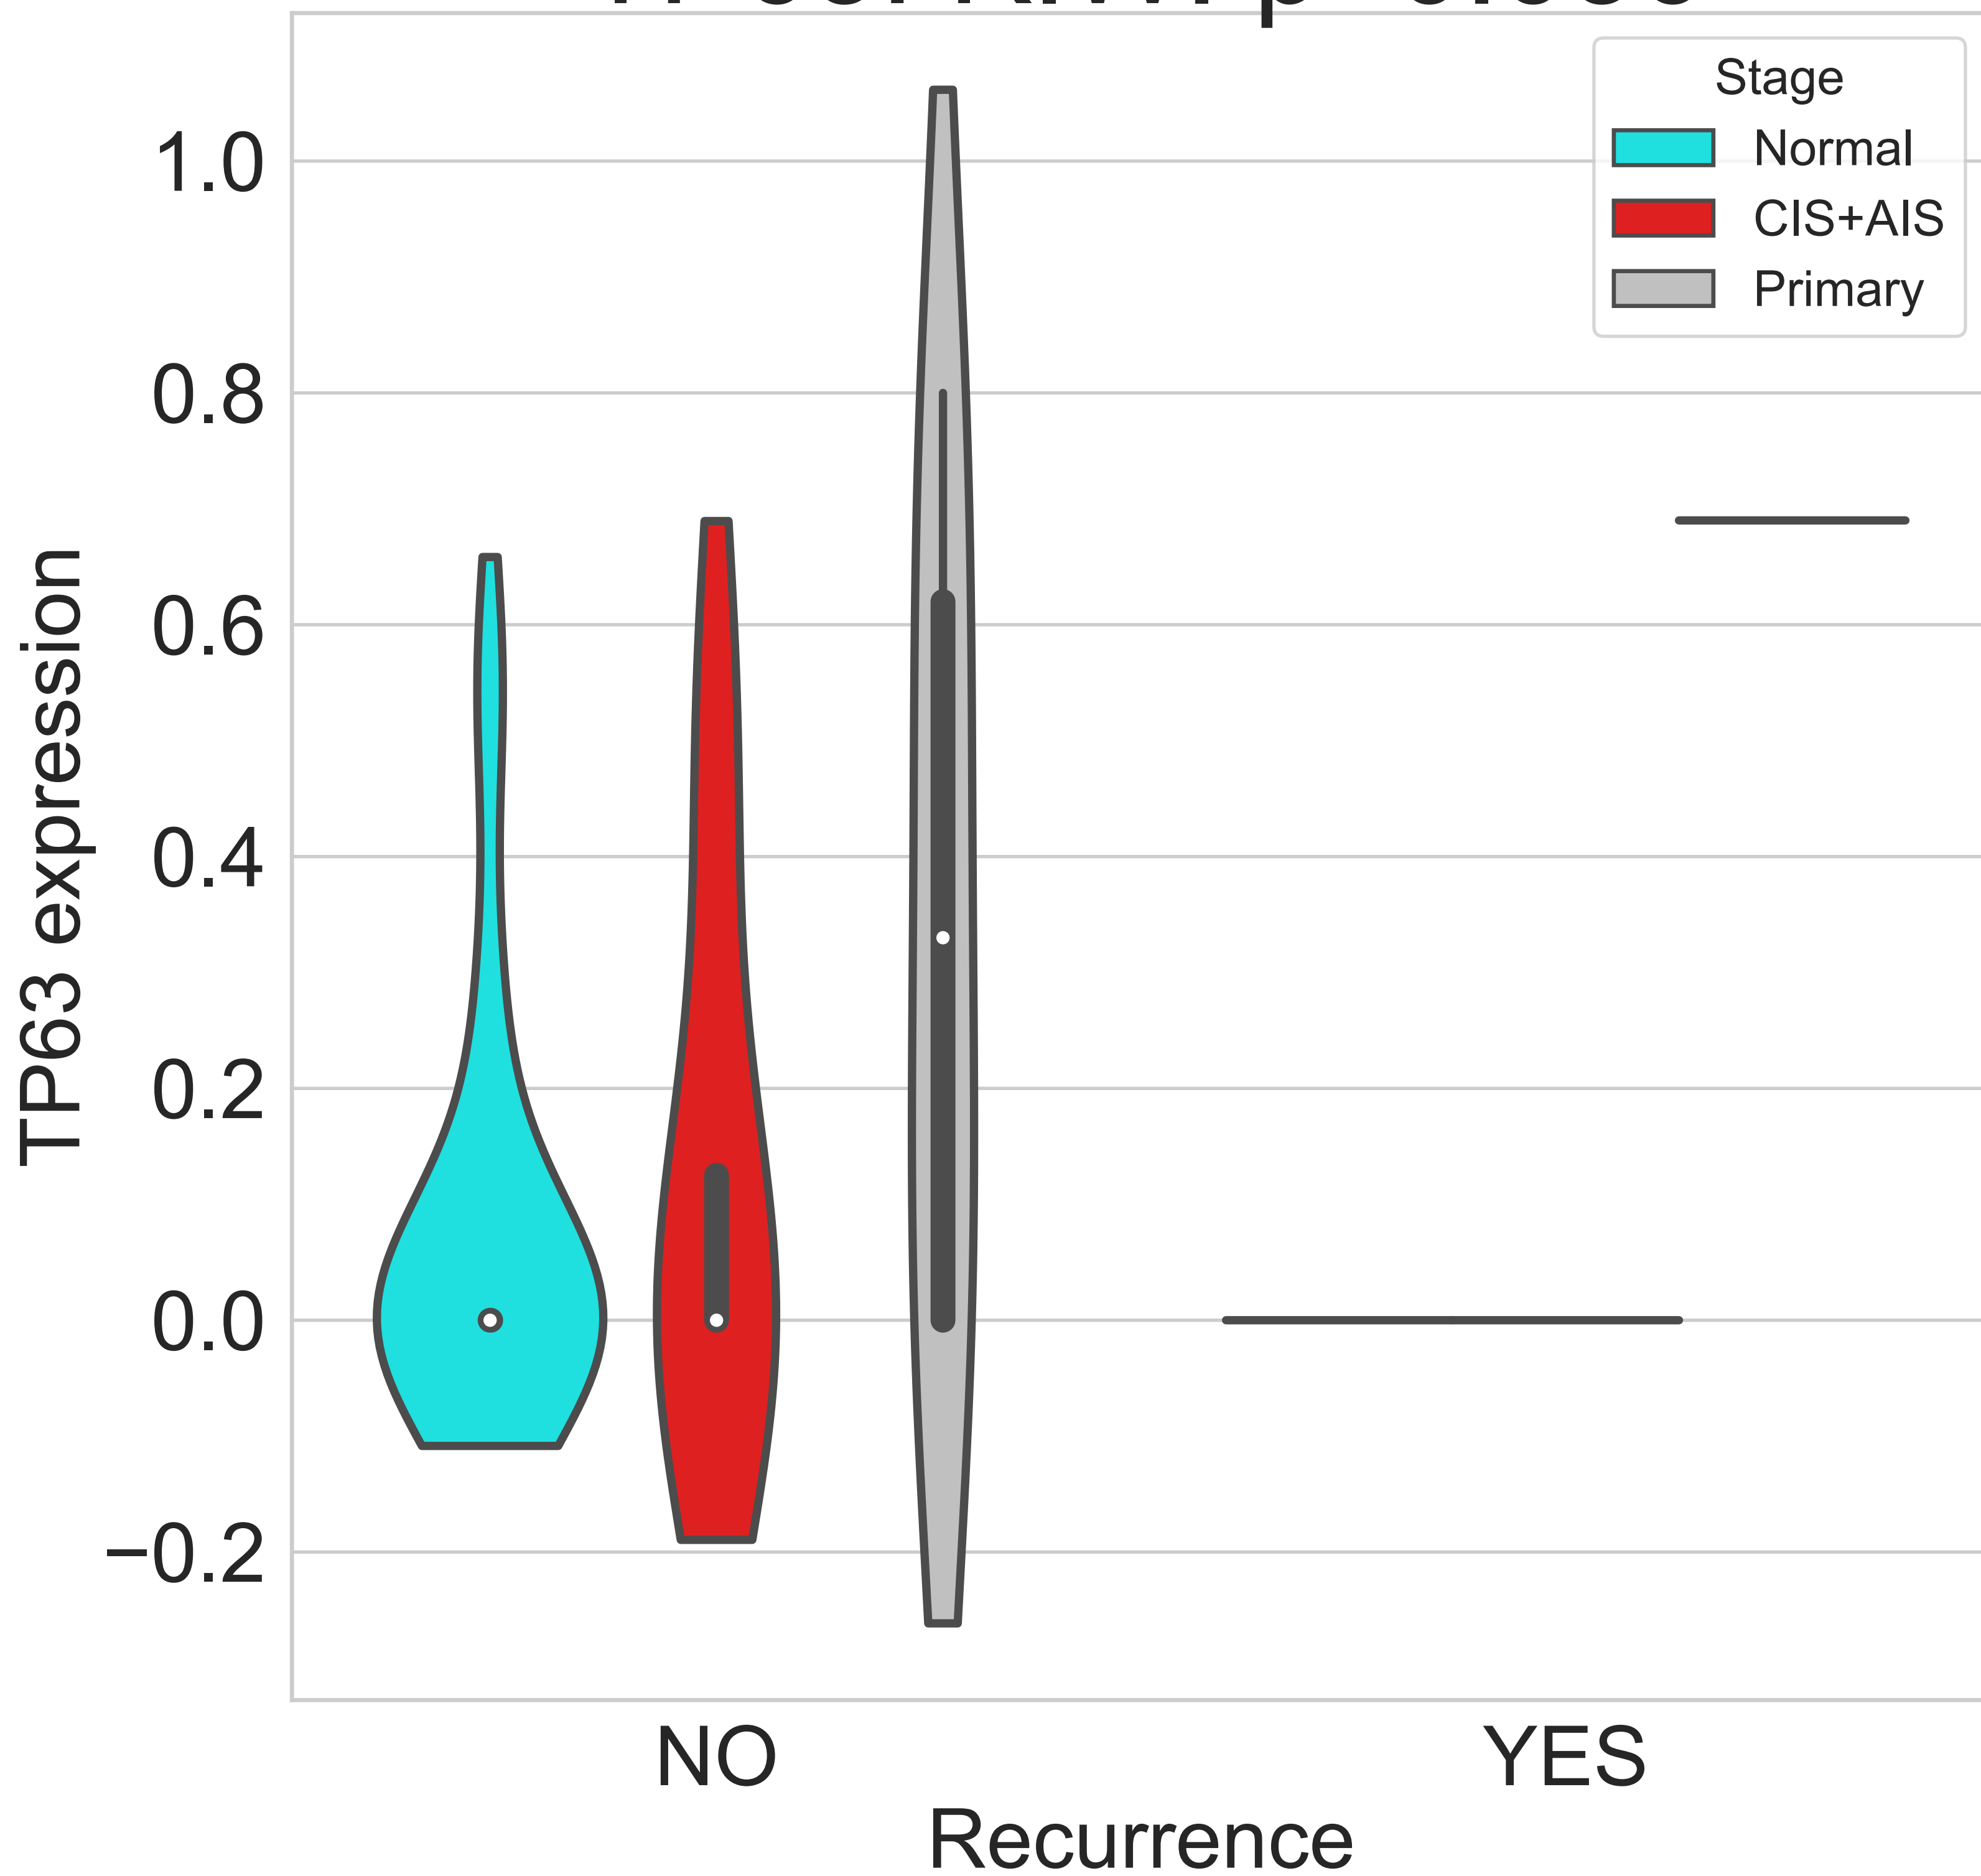 Stage
Normal
CIS+AIS
Primary
1.0
0.8
0.6
0.4
0.2
0.0
−0.2
TP63 expression
NO YES
Recurrence